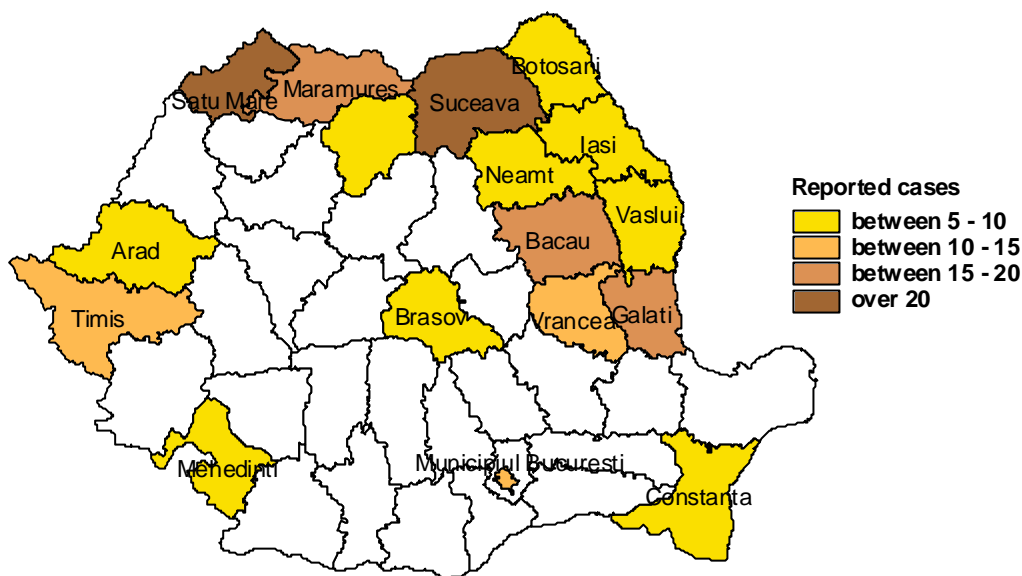 Botosani
Maramures
Satu Mare
Suceava
Iasi
Neamt
Vaslui
Bacau
Arad
Timis
Brasov
Vrancea
Galati
Mehedinti
Municipiul Bucuresti
Constanta
Reported cases
between 5 - 10
between 10 - 15
between 15 - 20
over 20